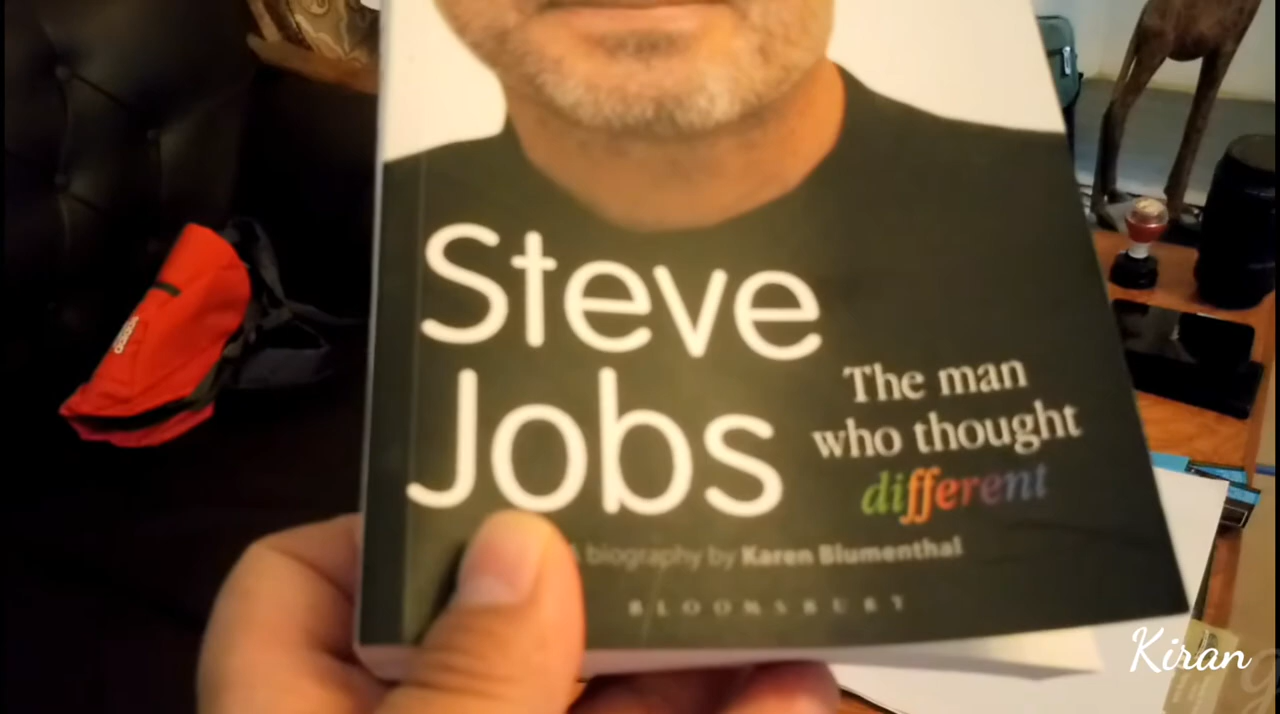 Steve
Jobs
The man
who thought
different
biography by Karen Blumenthal
BLOOMSBURY
Kiran